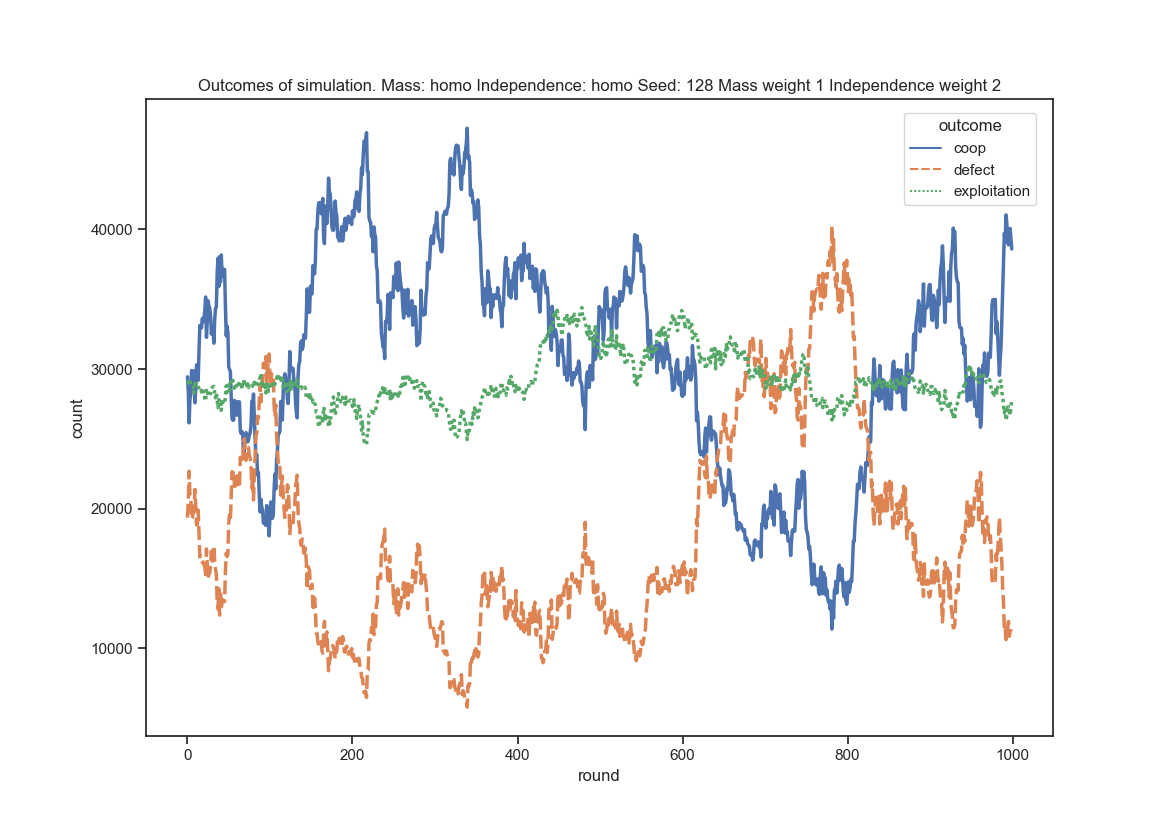 Outcomes of simulation. Mass: homo Independence: homo Seed: 128 Mass weight 1 Independence weight 2
outcome
coop
defect
exploitation
40000
30000
20000
10000
count
0 200 400 600 800 1000
round